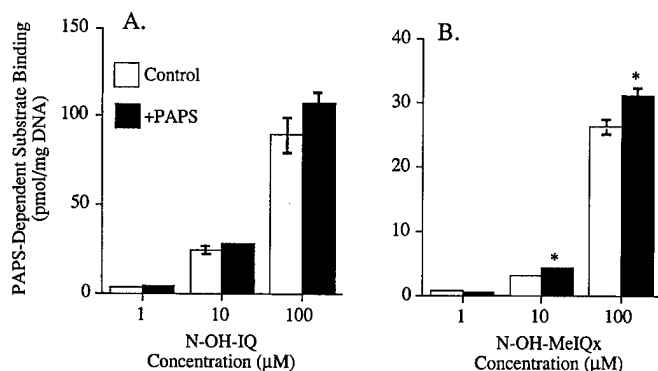 A.
PAPS-Dependent Substrate Binding
(pmol/mg DNA)
150
100
50
0
Control
+PAPS
1
10
100
N-OH-IQ
Concentration (μM)
B.
40
30
20
10
0
*
*
1
10
100
N-OH-MeIQx
Concentration (μM)